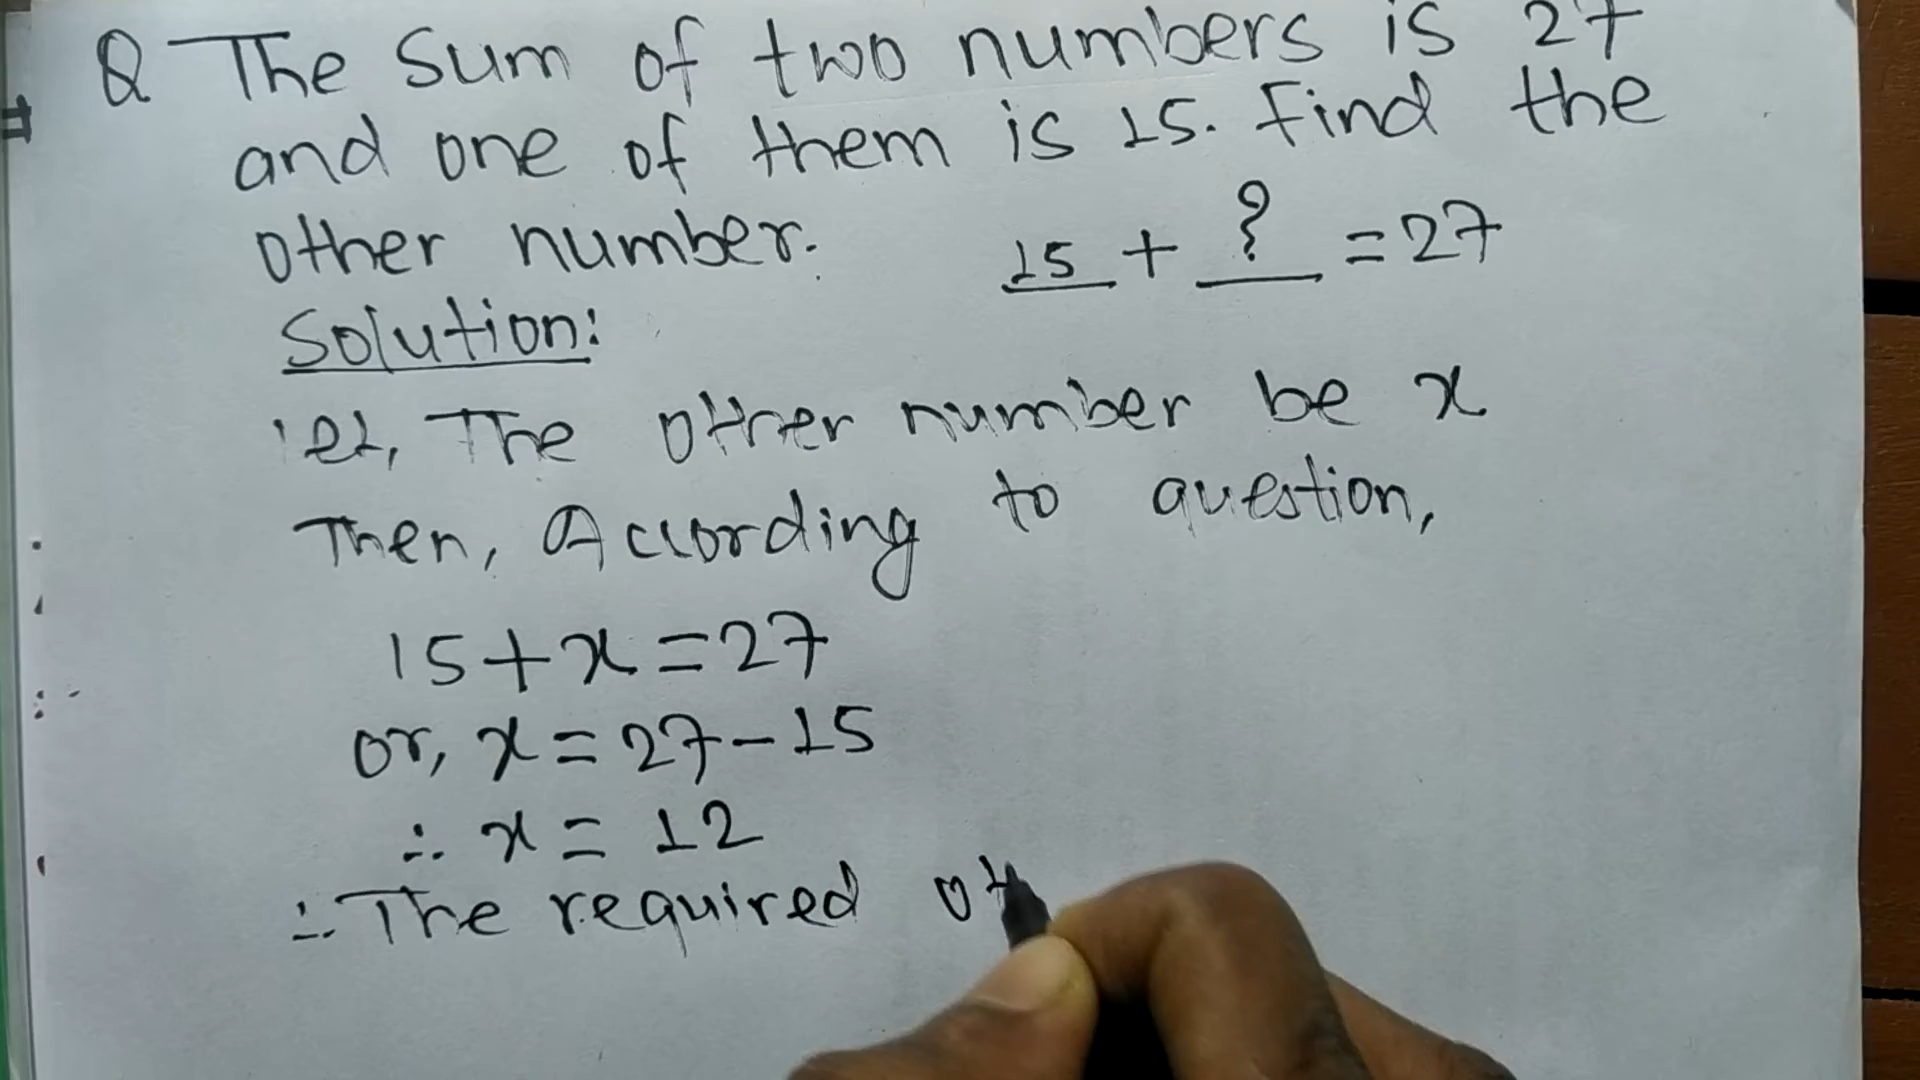 Q The Sum of two numbers is 27
and one of them is 15. Find the
other number.
15 + ? = 27
Solution:
let, The other number be x
Then, According to question,
15+x=27
or, x=27-15
∴ x = 12
∴ The required ot